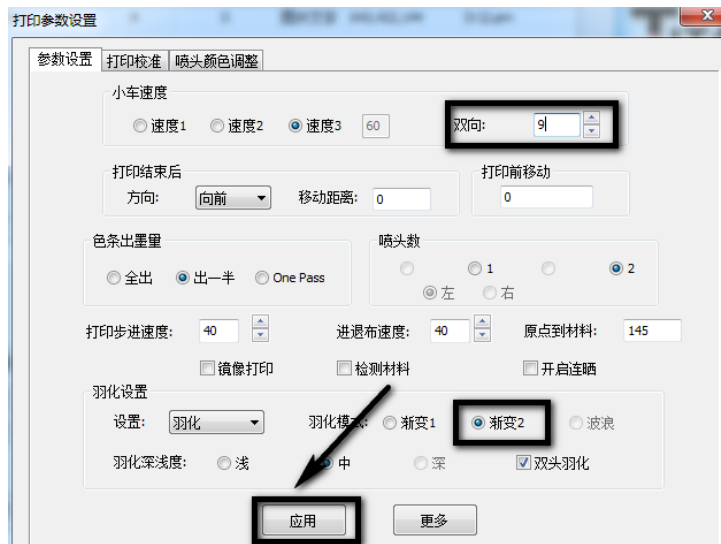 打印参数设置
参数设置 打印校准 喷头颜色调整
小车速度
速度1 速度2 速度3 60 双向: 9
打印结束后 打印前移动
方向: 向前 移动距离: 0 0
色条出墨量 喷头数
全出 出一半 One Pass 1 2
左 右
打印步进速度: 40 进退布速度: 40 原点到材料: 145
镜像打印 检测材料 开启连晒
羽化设置
设置: 羽化 羽化模式: 渐变1 渐变2 波浪
羽化深浅度: 浅 中 深 双头羽化
应用 更多